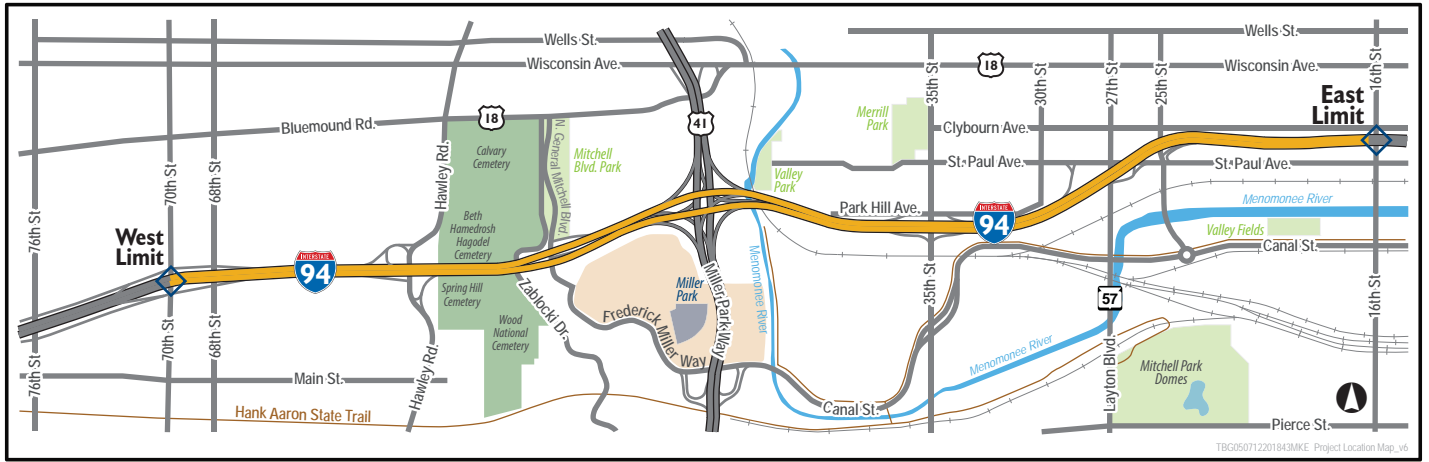 Wells St.
Wisconsin Ave.
18
Bluemound Rd.
Hawley Rd.
Calvary
Cemetery
N. General Mitchell Blvd.
Mitchell
Blvd. Park
41
Wells St.
Wisconsin Ave.
18
35th St
30th St
27th St
25th St
16th St
Merrill
Park
Clybourn Ave.
St. Paul Ave.
St. Paul Ave.
East
Limit
Valley
Park
Park Hill Ave.
INTERSTATE
94
Menomonee River
Valley Fields
Canal St.
76th St
70th St
68th St
West
Limit
INTERSTATE
94
Beth
Hamedrosh
Hagodel
Cemetery
Spring Hill
Cemetery
Wood
National
Cemetery
Zablocki Dr.
Miller
Park
Frederick Miller Way
Miller Park Way
Menomonee River
35th St
57
16th St
76th St
70th St
68th St
Main St.
Hawley Rd.
Hank Aaron State Trail
Canal St.
Menomonee River
Layton Blvd.
Mitchell Park
Domes
Pierce St.
TBG050712201843MKE Project Location Map_v6